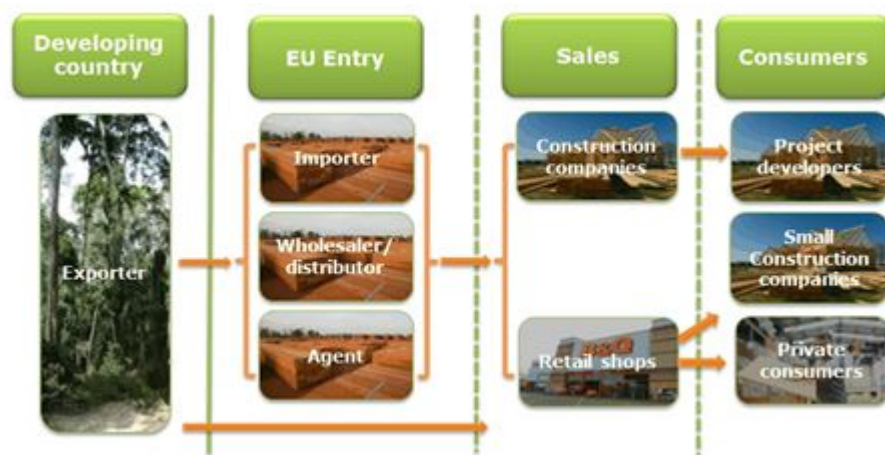 Developing
country
EU Entry
Sales
Consumers
Exporter
Importer
Wholesaler/
distributor
Agent
Construction
companies
Retail shops
Project
developers
Small
Construction
companies
Private
consumers